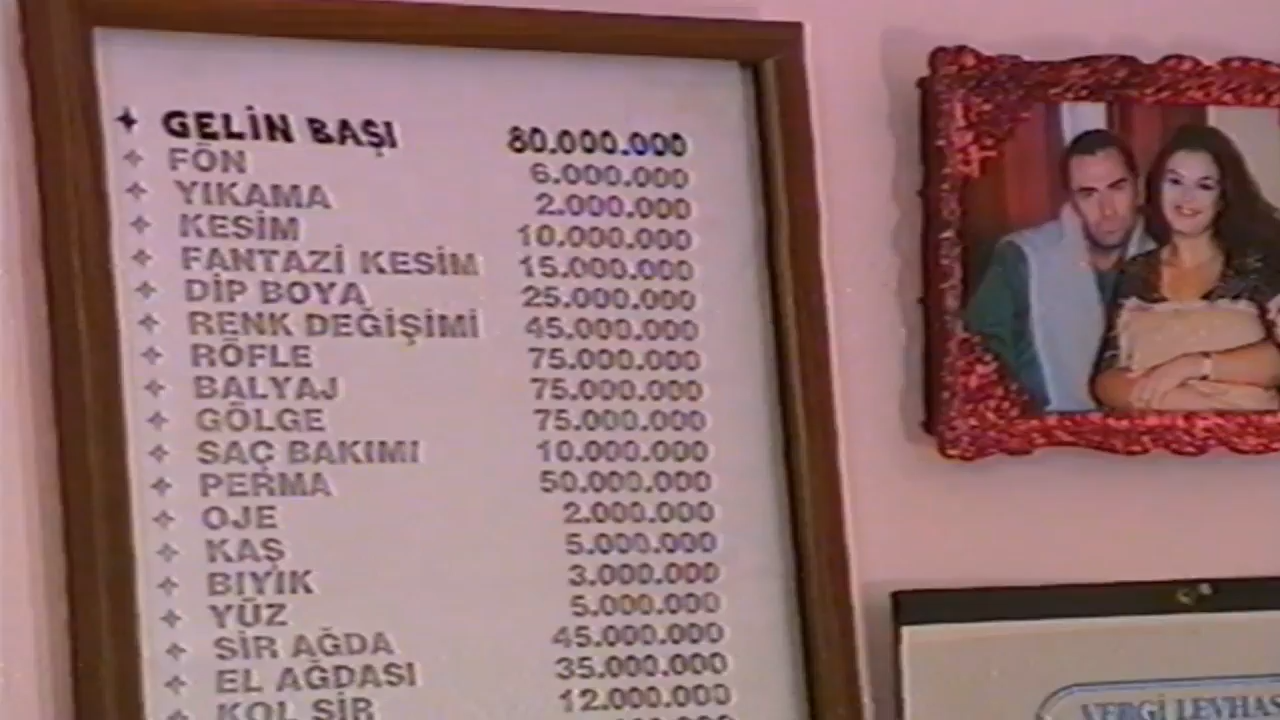 GELİN BAŞI 80.000.000
FÖN 6.000.000
YIKAMA 2.000.000
KESİM 10.000.000
FANTAZİ KESİM 15.000.000
DİP BOYA 25.000.000
RENK DEĞİŞİMİ 45.000.000
RÖFLE 75.000.000
BALYAJ 75.000.000
GÖLGE 75.000.000
SAÇ BAKIMI 10.000.000
PERMA 50.000.000
OJE 2.000.000
KAŞ 5.000.000
BIYIK 3.000.000
YÜZ 5.000.000
SİR AĞDA 45.000.000
EL AĞDASI 35.000.000
KOL SİR 12.000.000
VERGİ LEVHAS